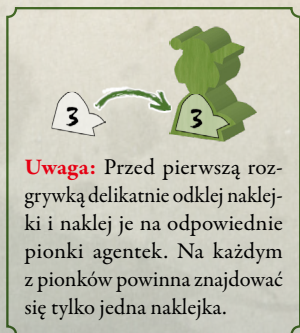 3
3
Uwaga: Przed pierwszą roz-
grywką delikatnie odklej naklej-
ki i naklej je na odpowiednie
pionki agentek. Na każdym
z pionków powinna znajdować
się tylko jedna naklejka.